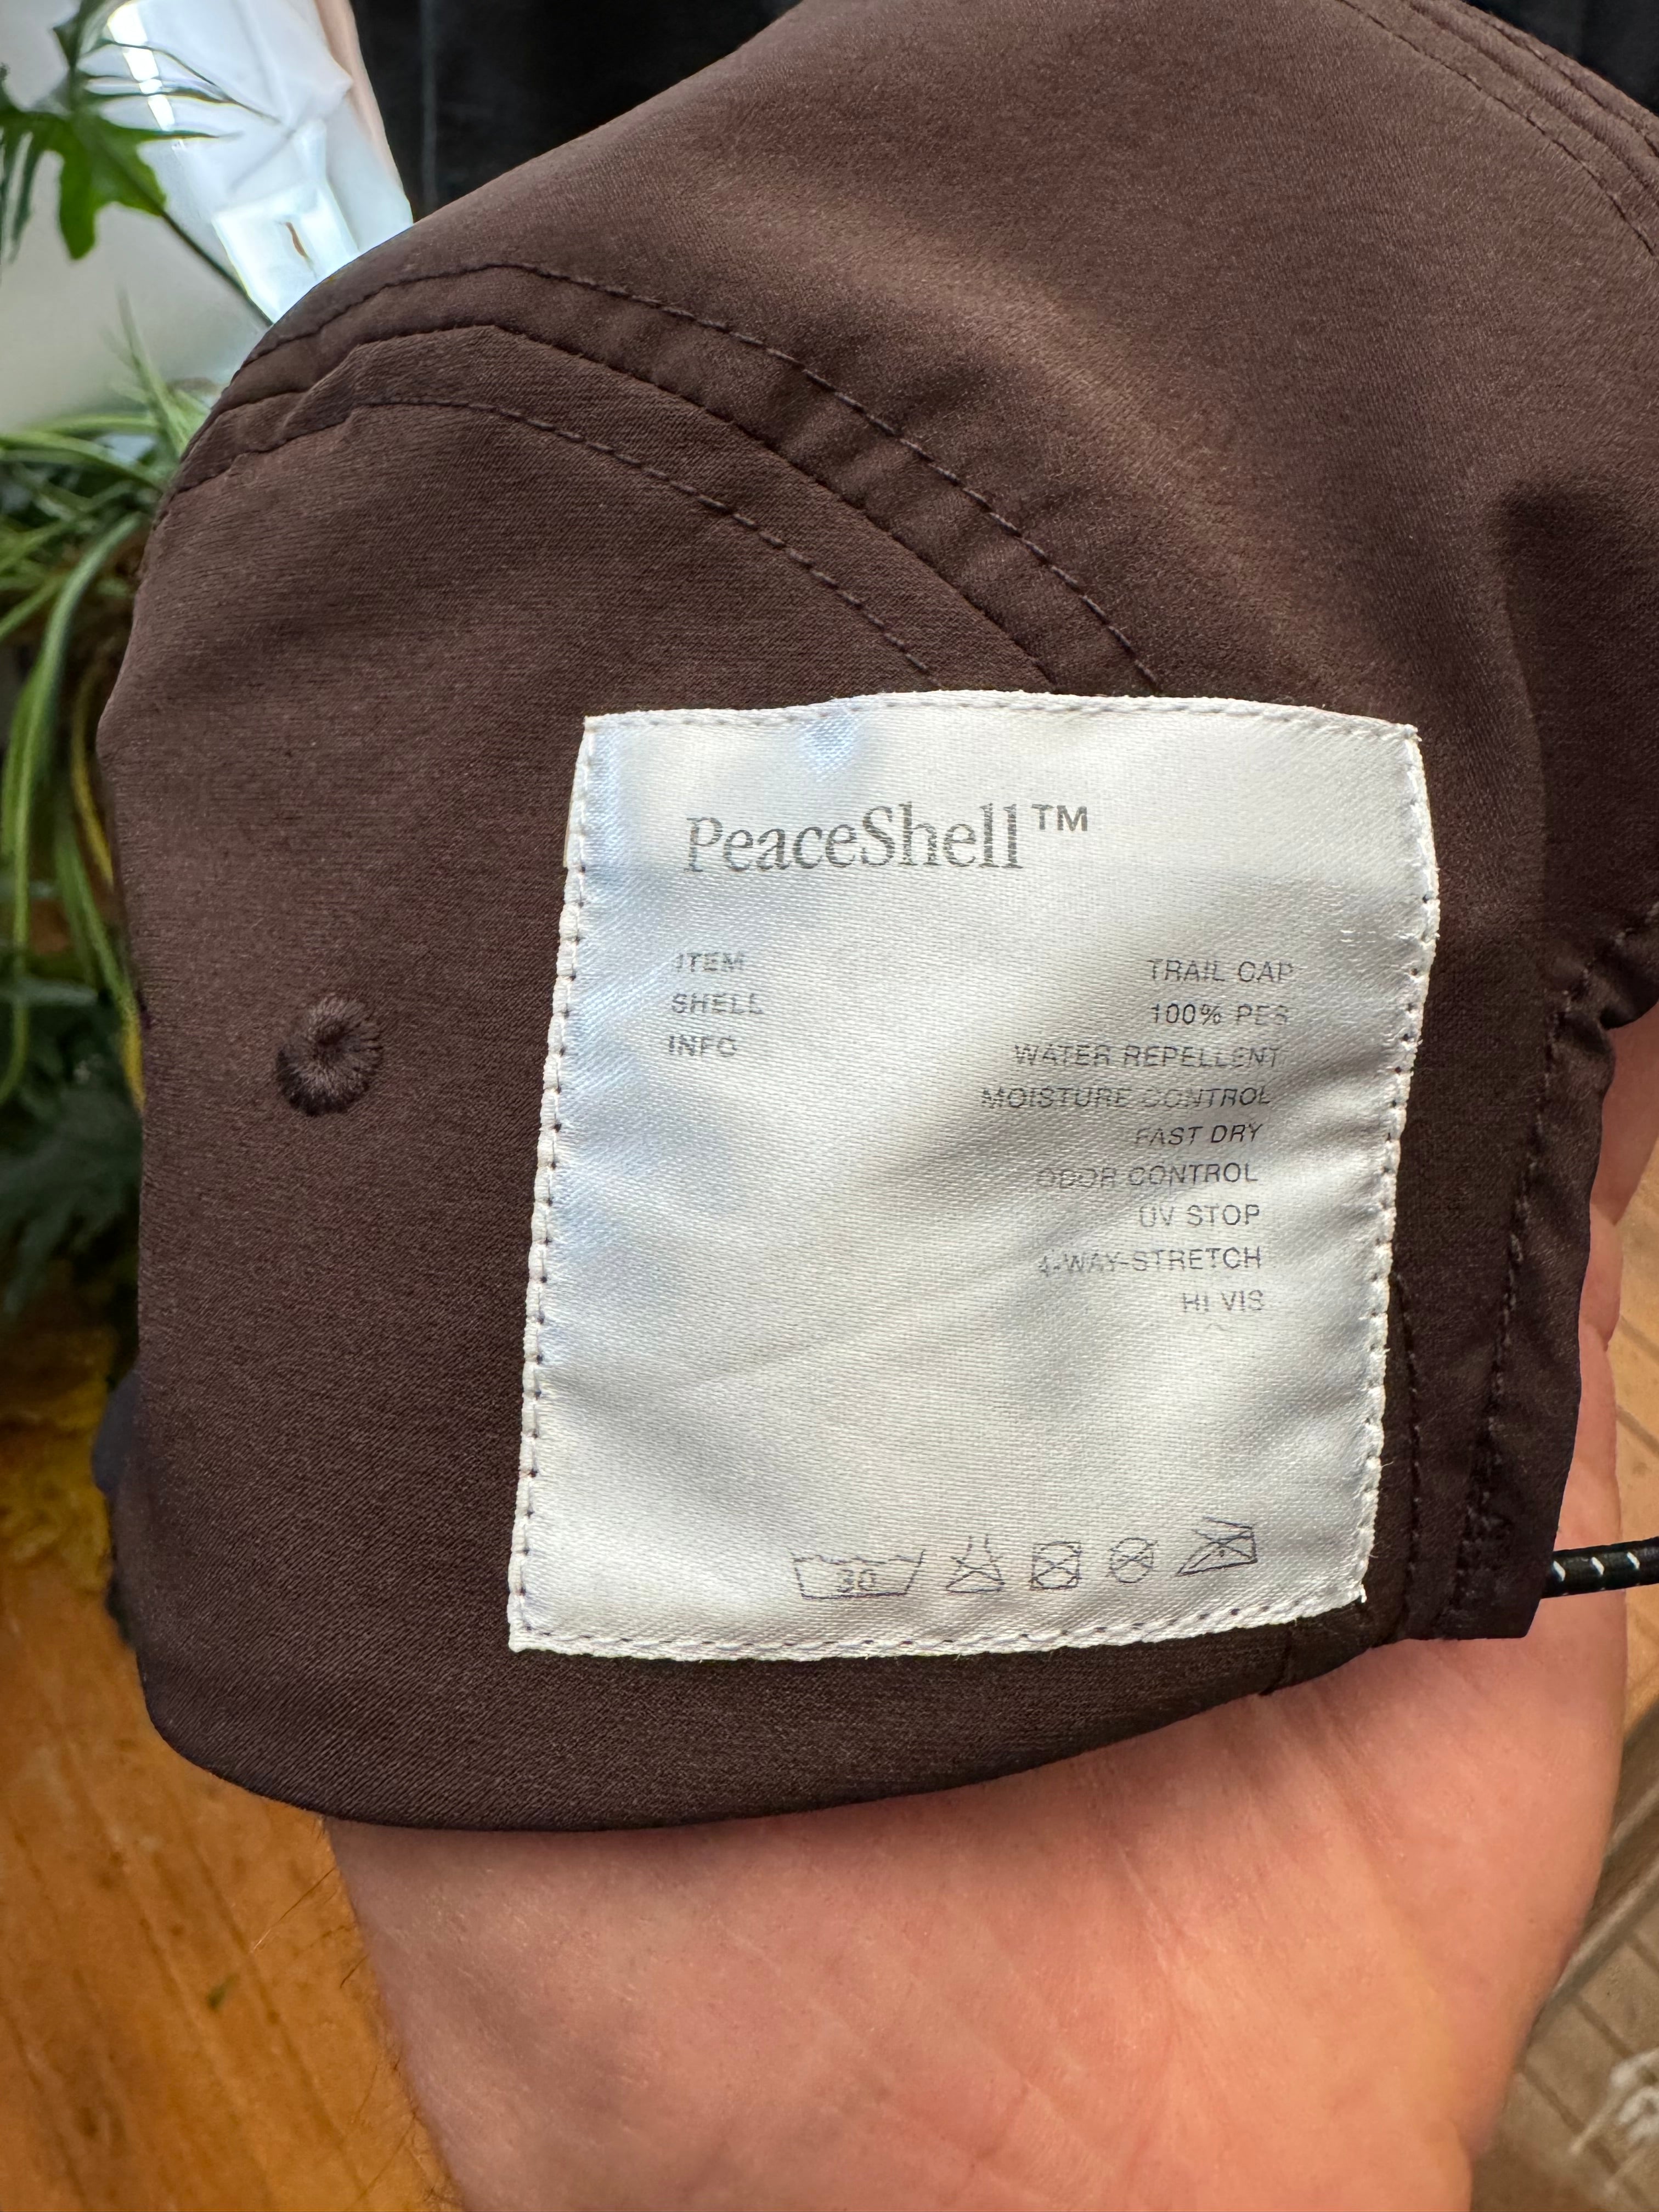 PeaceShell™
ITEM TRAIL CAP
SHELL 100% PES
INFO WATER REPELLENT
MOISTURE CONTROL
FAST DRY
ODOR CONTROL
UV STOP
4-WAY-STRETCH
HI VIS
30